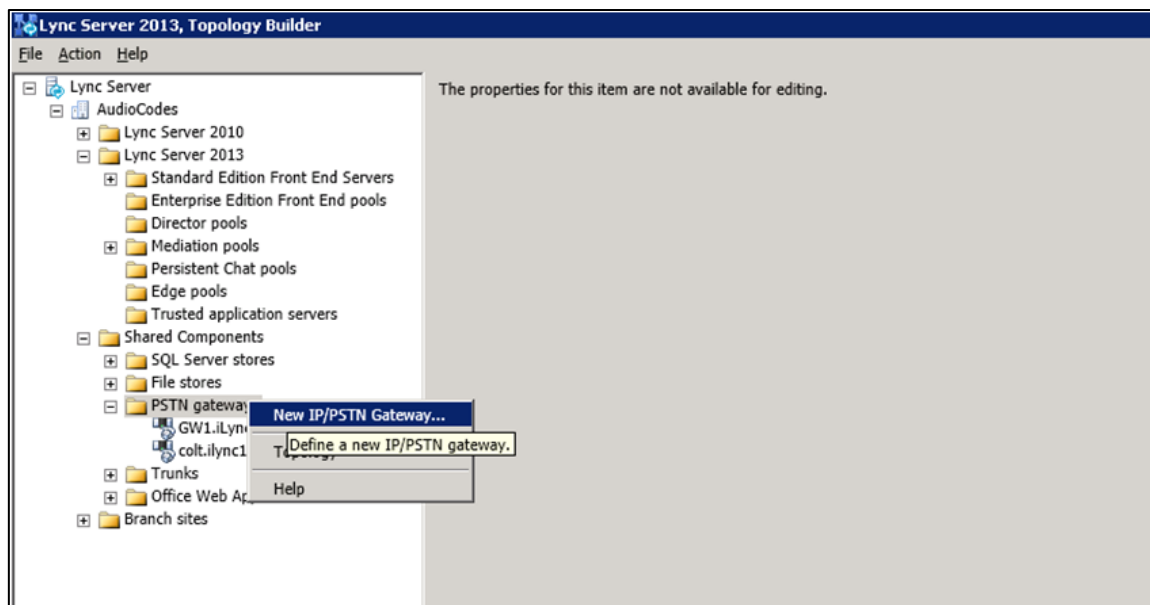 Lync Server 2013, Topology Builder
File Action Help
Lync Server
The properties for this item are not available for editing.
AudioCodes
Lync Server 2010
Lync Server 2013
Standard Edition Front End Servers
Enterprise Edition Front End pools
Director pools
Mediation pools
Persistent Chat pools
Edge pools
Trusted application servers
Shared Components
SQL Server stores
File stores
PSTN gateway
New IP/PSTN Gateway...
GW1.iLyn
Define a new IP/PSTN gateway.
colt.ilync1
Topology
Trunks
Help
Office Web Ap
Branch sites